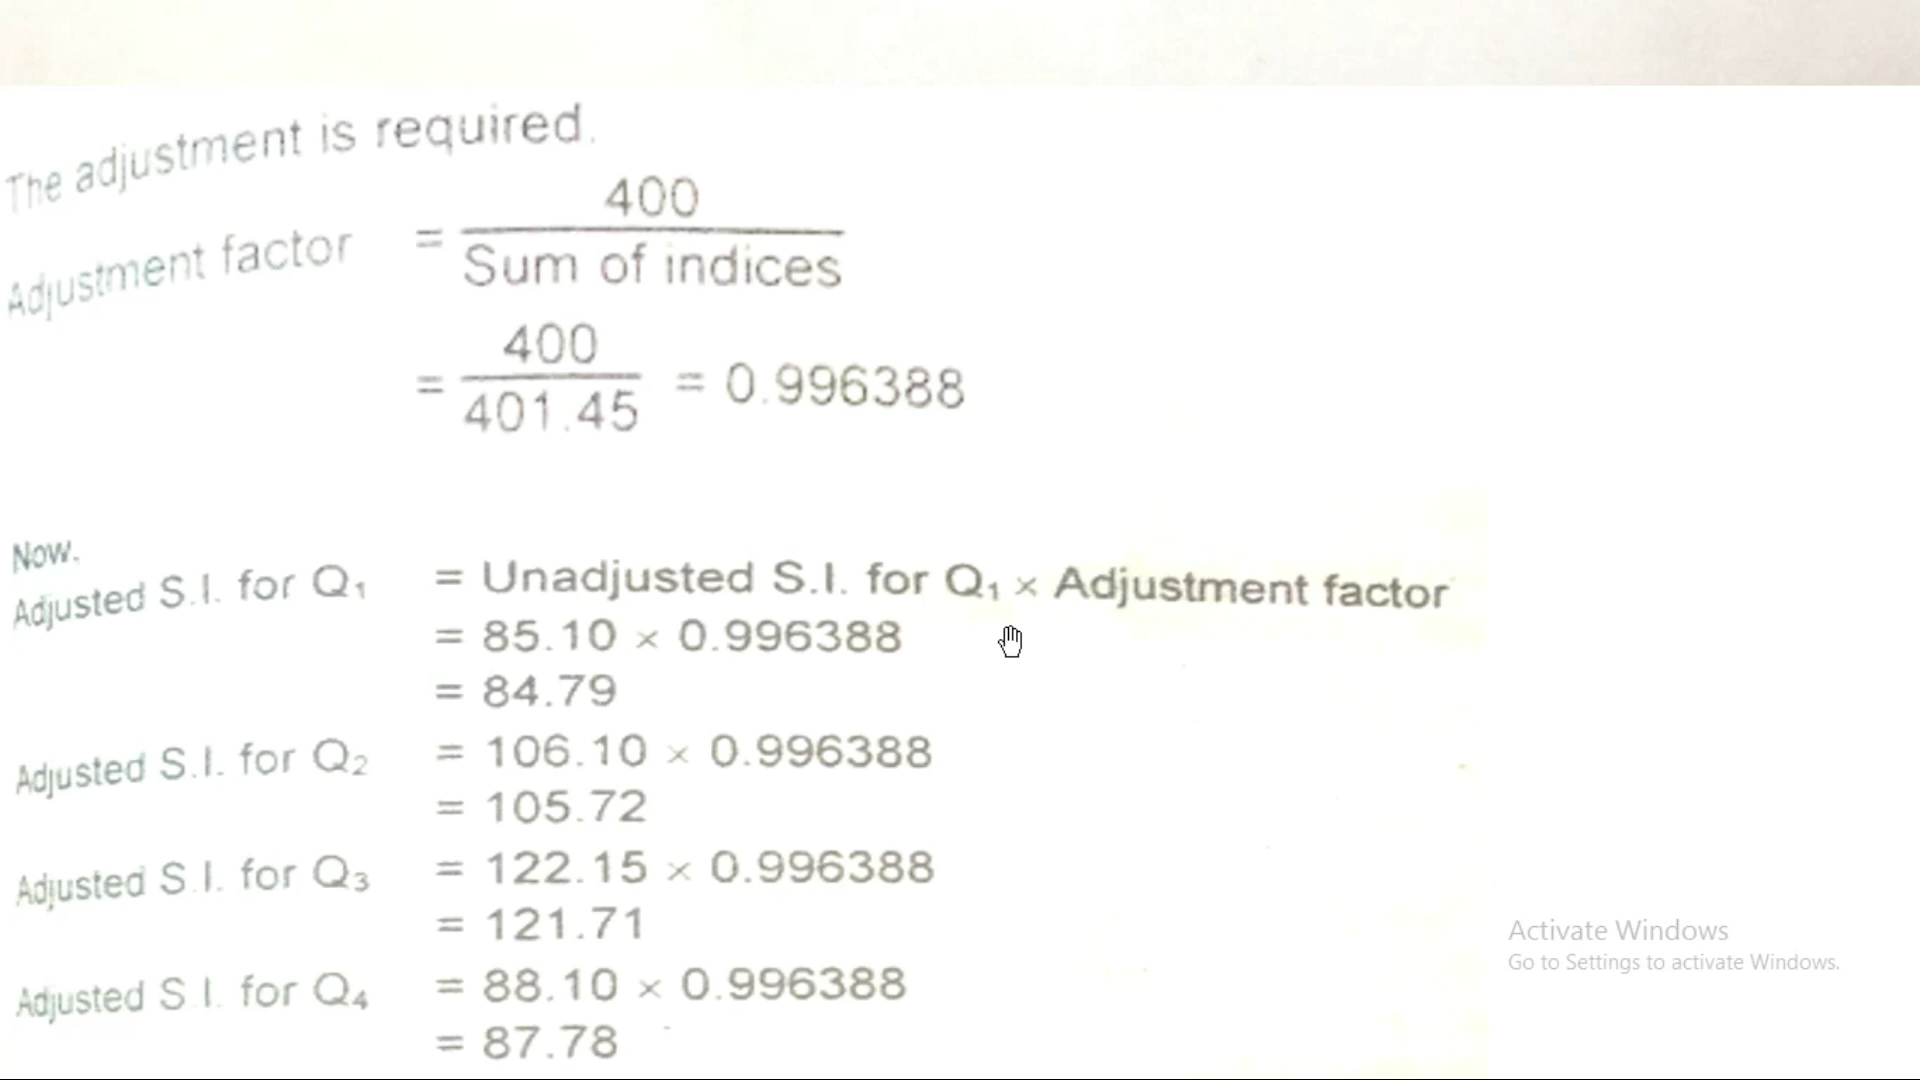 The adjustment is required.
Adjustment factor = 400 / Sum of indices
= 400 / 401.45 = 0.996388
Now.
Adjusted S.I. for Q₁ = Unadjusted S.I. for Q₁ × Adjustment factor
= 85.10 × 0.996388
= 84.79
Adjusted S.I. for Q₂ = 106.10 × 0.996388
= 105.72
Adjusted S.I. for Q₃ = 122.15 × 0.996388
= 121.71
Adjusted S.I. for Q₄ = 88.10 × 0.996388
= 87.78
Activate Windows
Go to Settings to activate Windows.